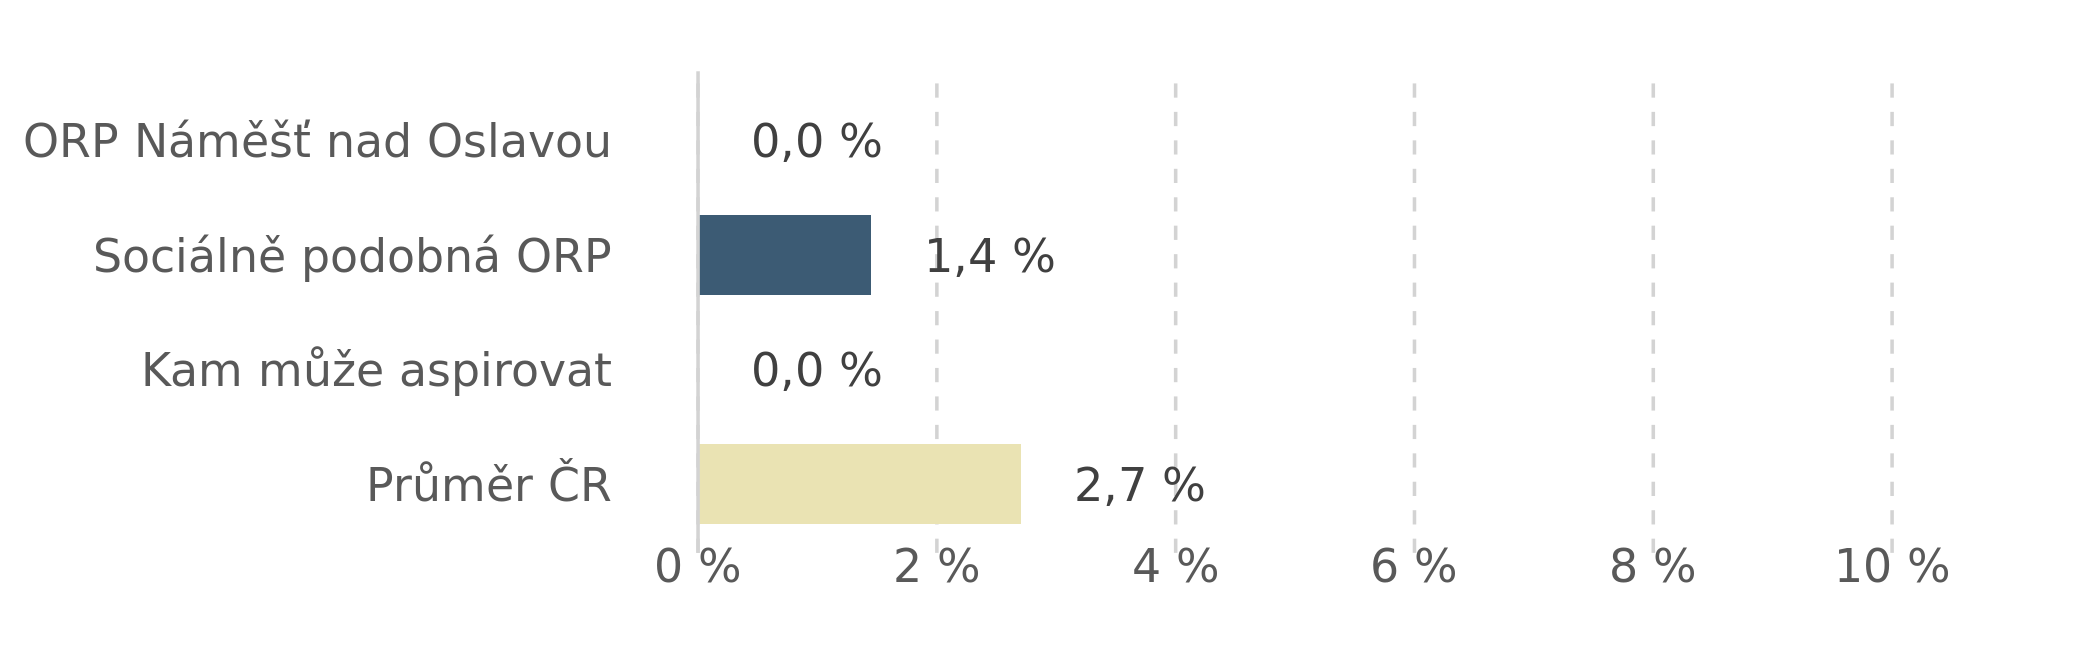 ORP Náměšť nad Oslavou 0,0 %
Sociálně podobná ORP 1,4 %
Kam může aspirovat 0,0 %
Průměr ČR 2,7 %
0 % 2 % 4 % 6 % 8 % 10 %